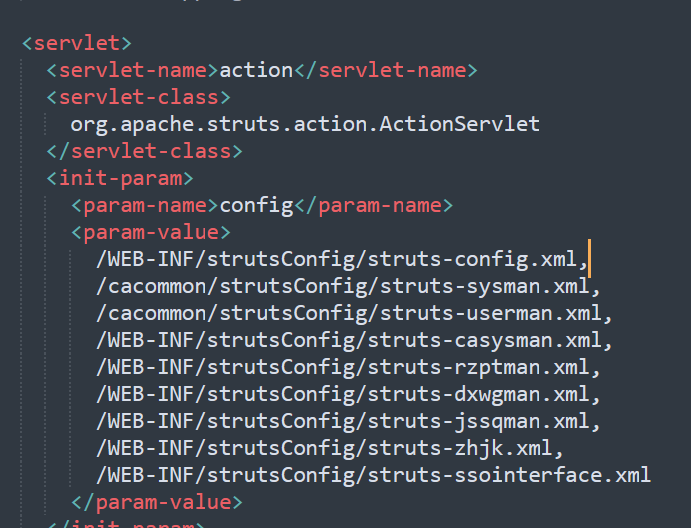 <servlet>
<servlet-name>action</servlet-name>
<servlet-class>
org.apache.struts.action.ActionServlet
</servlet-class>
<init-param>
<param-name>config</param-name>
<param-value>
/WEB-INF/strutsConfig/struts-config.xml,
/cacommon/strutsConfig/struts-sysman.xml,
/cacommon/strutsConfig/struts-userman.xml,
/WEB-INF/strutsConfig/struts-casysman.xml,
/WEB-INF/strutsConfig/struts-rzptman.xml,
/WEB-INF/strutsConfig/struts-dxwgman.xml,
/WEB-INF/strutsConfig/struts-jssqman.xml,
/WEB-INF/strutsConfig/struts-zhjk.xml,
/WEB-INF/strutsConfig/struts-ssointerface.xml
</param-value>
</init-param>